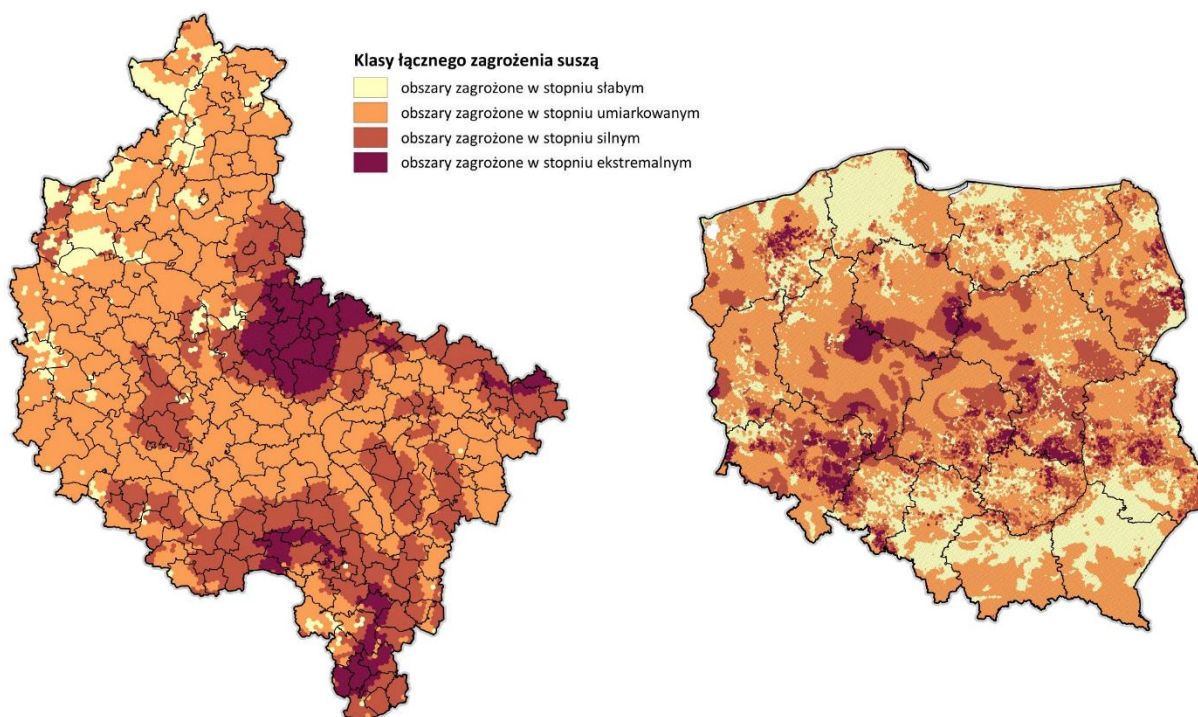 Klasy łącznego zagrożenia suszą
obszary zagrożone w stopniu słabym
obszary zagrożone w stopniu umiarkowanym
obszary zagrożone w stopniu silnym
obszary zagrożone w stopniu ekstremalnym